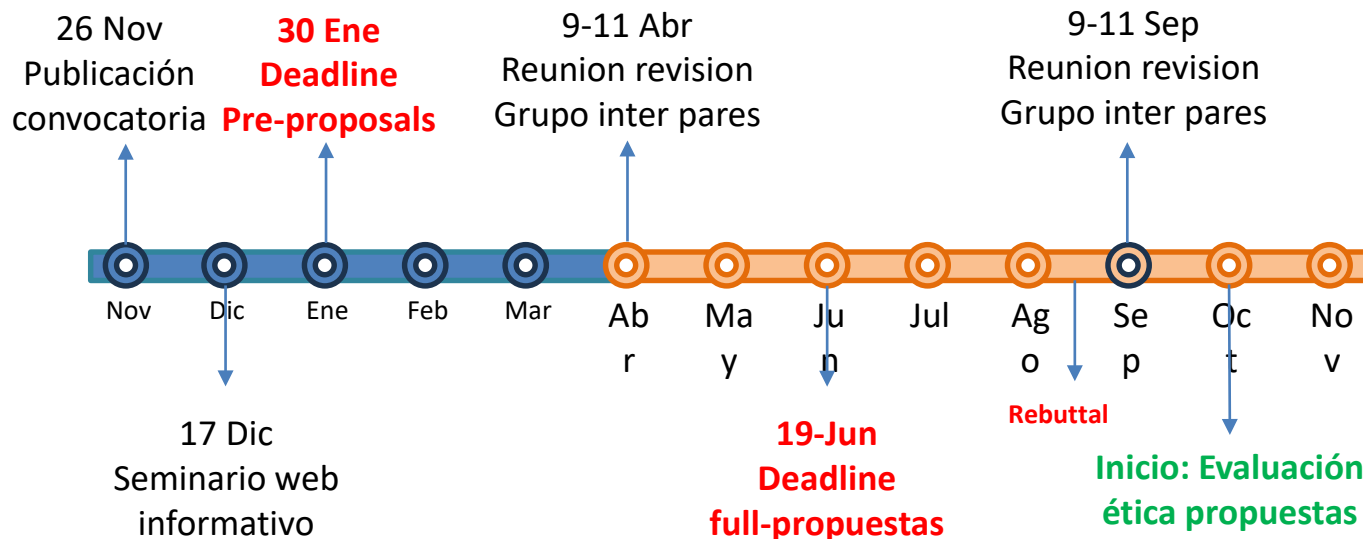 26 Nov
Publicación
convocatoria
30 Ene
Deadline
Pre-proposals
9-11 Abr
Reunion revision
Grupo inter pares
9-11 Sep
Reunion revision
Grupo inter pares
Nov
Dic
Ene
Feb
Mar
Ab
r
Ma
y
Ju
n
Jul
Ag
o
Se
p
Oc
t
No
v
17 Dic
Seminario web
informativo
19-Jun
Deadline
full-propuestas
Rebuttal
Inicio: Evaluación
ética propuestas